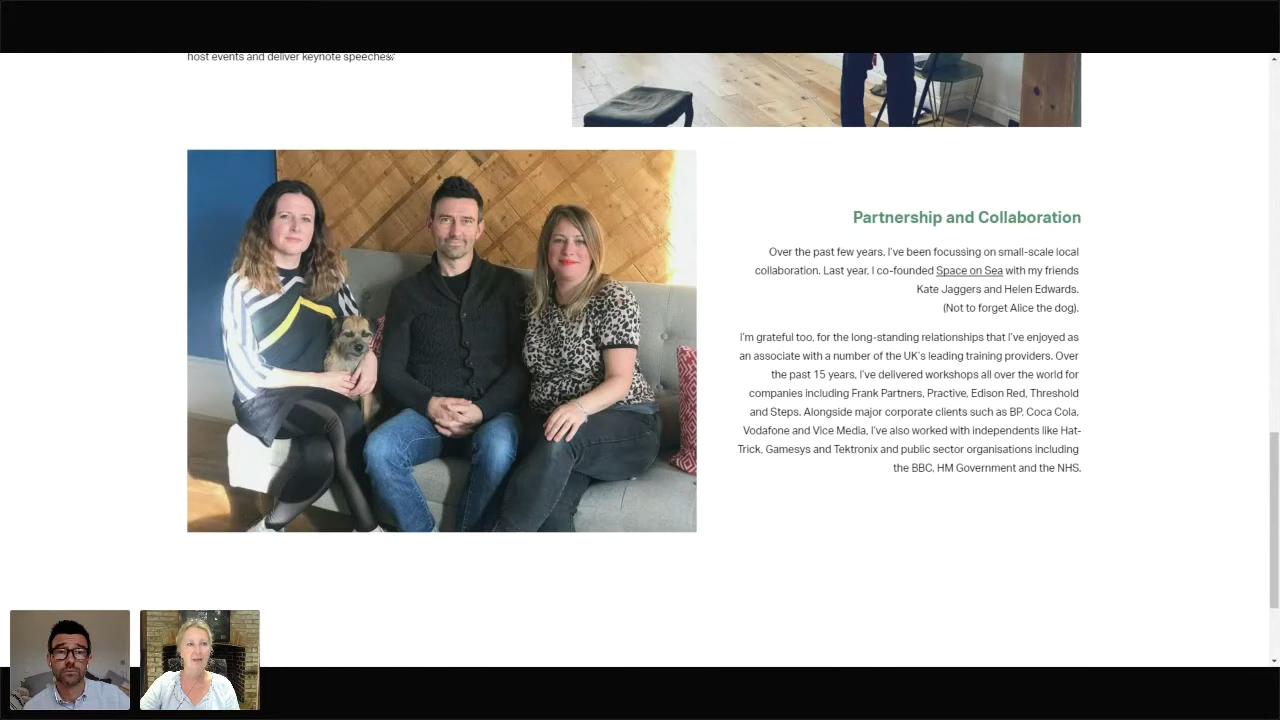 host events and deliver keynote speeches."
Partnership and Collaboration
Over the past few years, I've been focussing on small-scale local
collaboration. Last year, I co-founded Space on Sea with my friends
Kate Jaggers and Helen Edwards.
(Not to forget Alice the dog).
I'm grateful too, for the long-standing relationships that I've enjoyed as
an associate with a number of the UK's leading training providers. Over
the past 15 years, I've delivered workshops all over the world for
companies including Frank Partners, Practive, Edison Red, Threshold
and Steps. Alongside major corporate clients such as BP, Coca Cola,
Vodafone and Vice Media, I've also worked with independents like Hat-
Trick, Gamesys and Tektronix and public sector organisations including
the BBC, HM Government and the NHS.